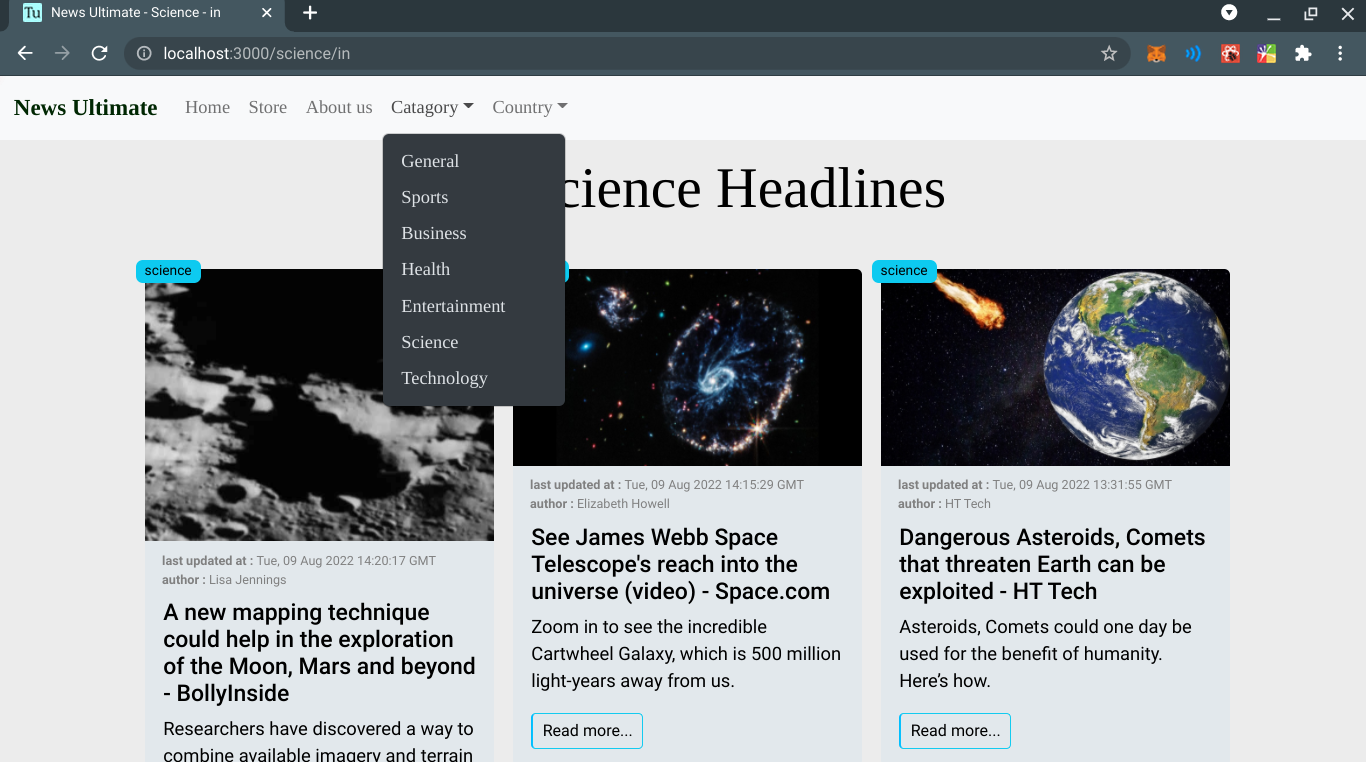 Tu News Ultimate - Science - in
localhost:3000/science/in
News Ultimate Home Store About us Catagory Country
General
Sports
Business
Health
Entertainment
Science
Technology
cience Headlines
science
last updated at : Tue, 09 Aug 2022 14:20:17 GMT
author : Lisa Jennings
A new mapping technique
could help in the exploration
of the Moon, Mars and beyond
- BollyInside
Researchers have discovered a way to
combine available imagery and terrain
last updated at : Tue, 09 Aug 2022 14:15:29 GMT
author : Elizabeth Howell
See James Webb Space
Telescope's reach into the
universe (video) - Space.com
Zoom in to see the incredible
Cartwheel Galaxy, which is 500 million
light-years away from us.
Read more...
science
last updated at : Tue, 09 Aug 2022 13:31:55 GMT
author : HT Tech
Dangerous Asteroids, Comets
that threaten Earth can be
exploited - HT Tech
Asteroids, Comets could one day be
used for the benefit of humanity.
Here’s how.
Read more...